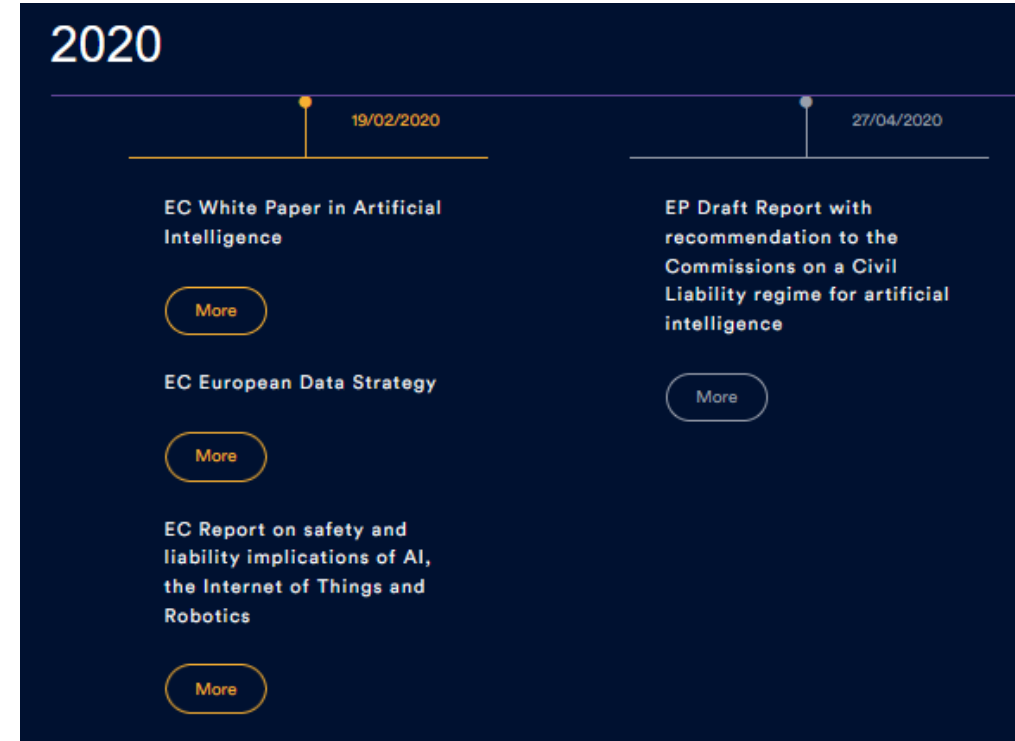 2020
19/02/2020
EC White Paper in Artificial
Intelligence
More
EC European Data Strategy
More
EC Report on safety and
liability implications of AI,
the Internet of Things and
Robotics
More
27/04/2020
EP Draft Report with
recommendation to the
Commissions on a Civil
Liability regime for artificial
intelligence
More